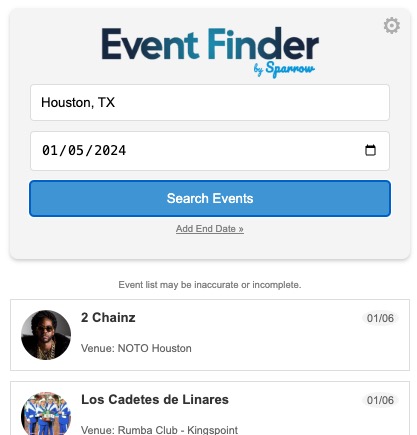 Event Finder
by Sparrow
Houston, TX
01/05/2024
Search Events
Add End Date »
Event list may be inaccurate or incomplete.
2 Chainz
01/06
Venue: NOTO Houston
Los Cadetes de Linares
01/06
Venue: Rumba Club - Kingspoint